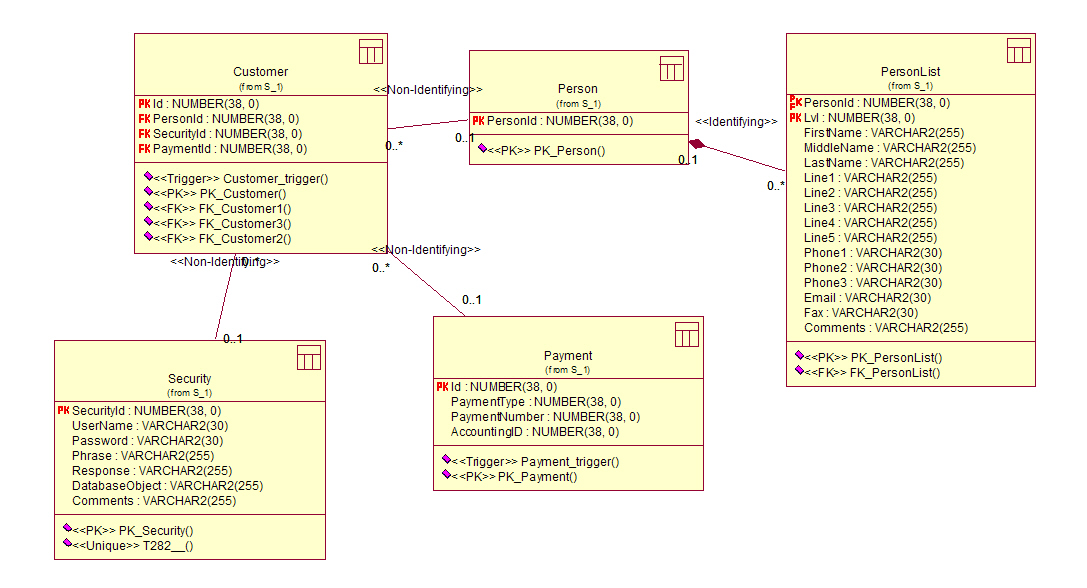 Customer
(from S_1)
PK Id : NUMBER(38, 0)
FK PersonId : NUMBER(38, 0)
FK SecurityId : NUMBER(38, 0)
FK PaymentId : NUMBER(38, 0)
<<Trigger>> Customer_trigger()
<<PK>> PK_Customer()
<<FK>> FK_Customer1()
<<FK>> FK_Customer3()
<<FK>> FK_Customer2()
<<Non-Identifying>>
0..*
0..1
Person
(from S_1)
PK PersonId : NUMBER(38, 0)
<<PK>> PK_Person()
<<Identifying>>
0..1
0..*
PersonList
(from S_1)
PF PersonId : NUMBER(38, 0)
PK Lvl : NUMBER(38, 0)
FirstName : VARCHAR2(255)
MiddleName : VARCHAR2(255)
LastName : VARCHAR2(255)
Line1 : VARCHAR2(255)
Line2 : VARCHAR2(255)
Line3 : VARCHAR2(255)
Line4 : VARCHAR2(255)
Line5 : VARCHAR2(255)
Phone1 : VARCHAR2(30)
Phone2 : VARCHAR2(30)
Phone3 : VARCHAR2(30)
Email : VARCHAR2(30)
Fax : VARCHAR2(30)
Comments : VARCHAR2(255)
<<PK>> PK_PersonList()
<<FK>> FK_PersonList()
<<Non-Identifying>>
0..*
0..1
<<Non-Identifying>>
0..*
0..1
Security
(from S_1)
PK SecurityId : NUMBER(38, 0)
UserName : VARCHAR2(30)
Password : VARCHAR2(30)
Phrase : VARCHAR2(255)
Response : VARCHAR2(255)
DatabaseObject : VARCHAR2(255)
Comments : VARCHAR2(255)
<<PK>> PK_Security()
<<Unique>> T282__()
Payment
(from S_1)
PK Id : NUMBER(38, 0)
PaymentType : NUMBER(38, 0)
PaymentNumber : NUMBER(38, 0)
AccountingID : NUMBER(38, 0)
<<Trigger>> Payment_trigger()
<<PK>> PK_Payment()